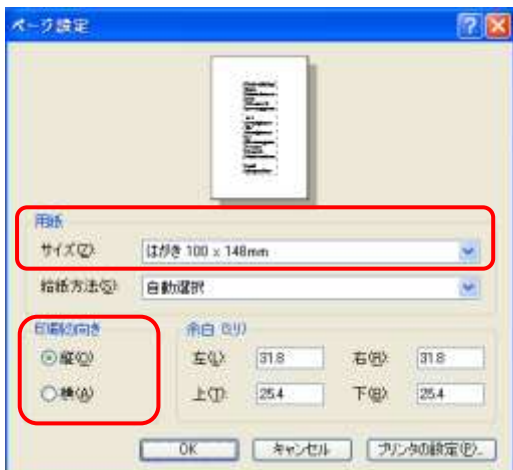 ページ設定
用紙
サイズ(Z):
はがき 100 x 148mm
給紙方法(S):
自動選択
印刷の向き
縦(O)
横(A)
余白 (ミリ)
左(L):
31.8
右(R):
31.8
上(T):
25.4
下(B):
25.4
OK
キャンセル
プリンタの設定(P)...